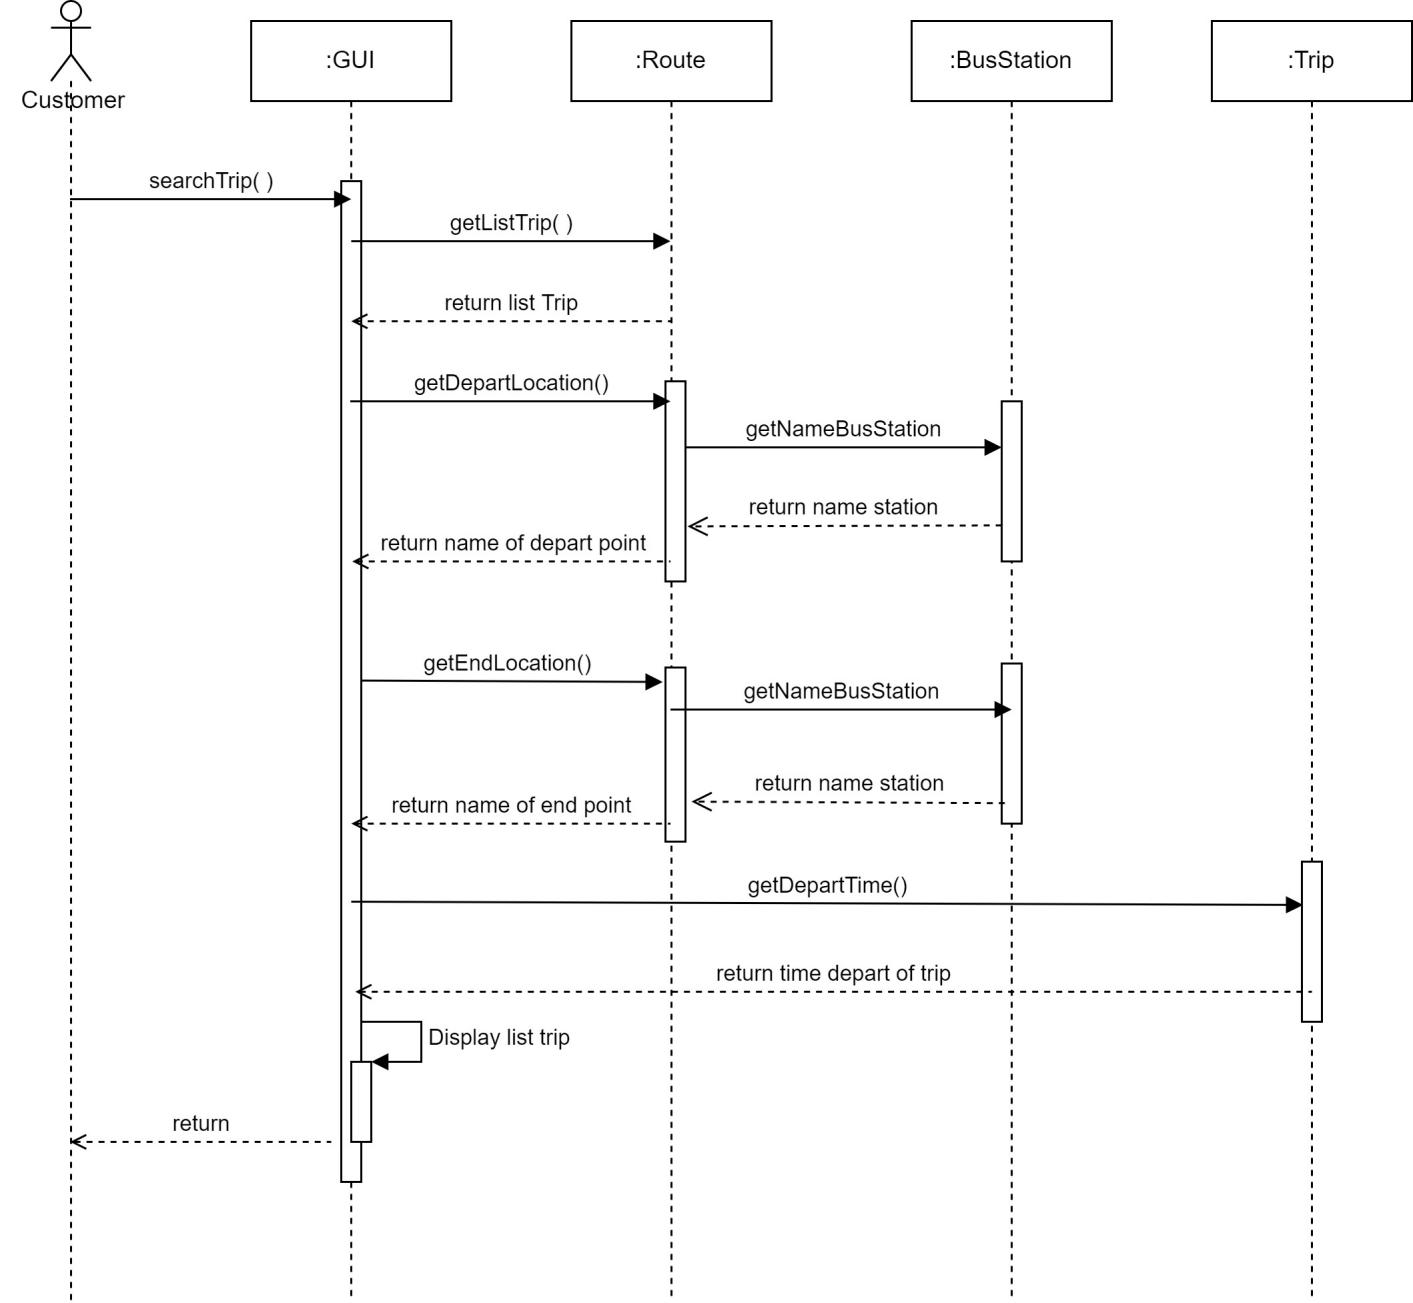 Customer
:GUI
:Route
:BusStation
:Trip
searchTrip( )
getListTrip( )
return list Trip
getDepartLocation()
getNameBusStation
return name station
return name of depart point
getEndLocation()
getNameBusStation
return name station
return name of end point
getDepartTime()
return time depart of trip
Display list trip
return